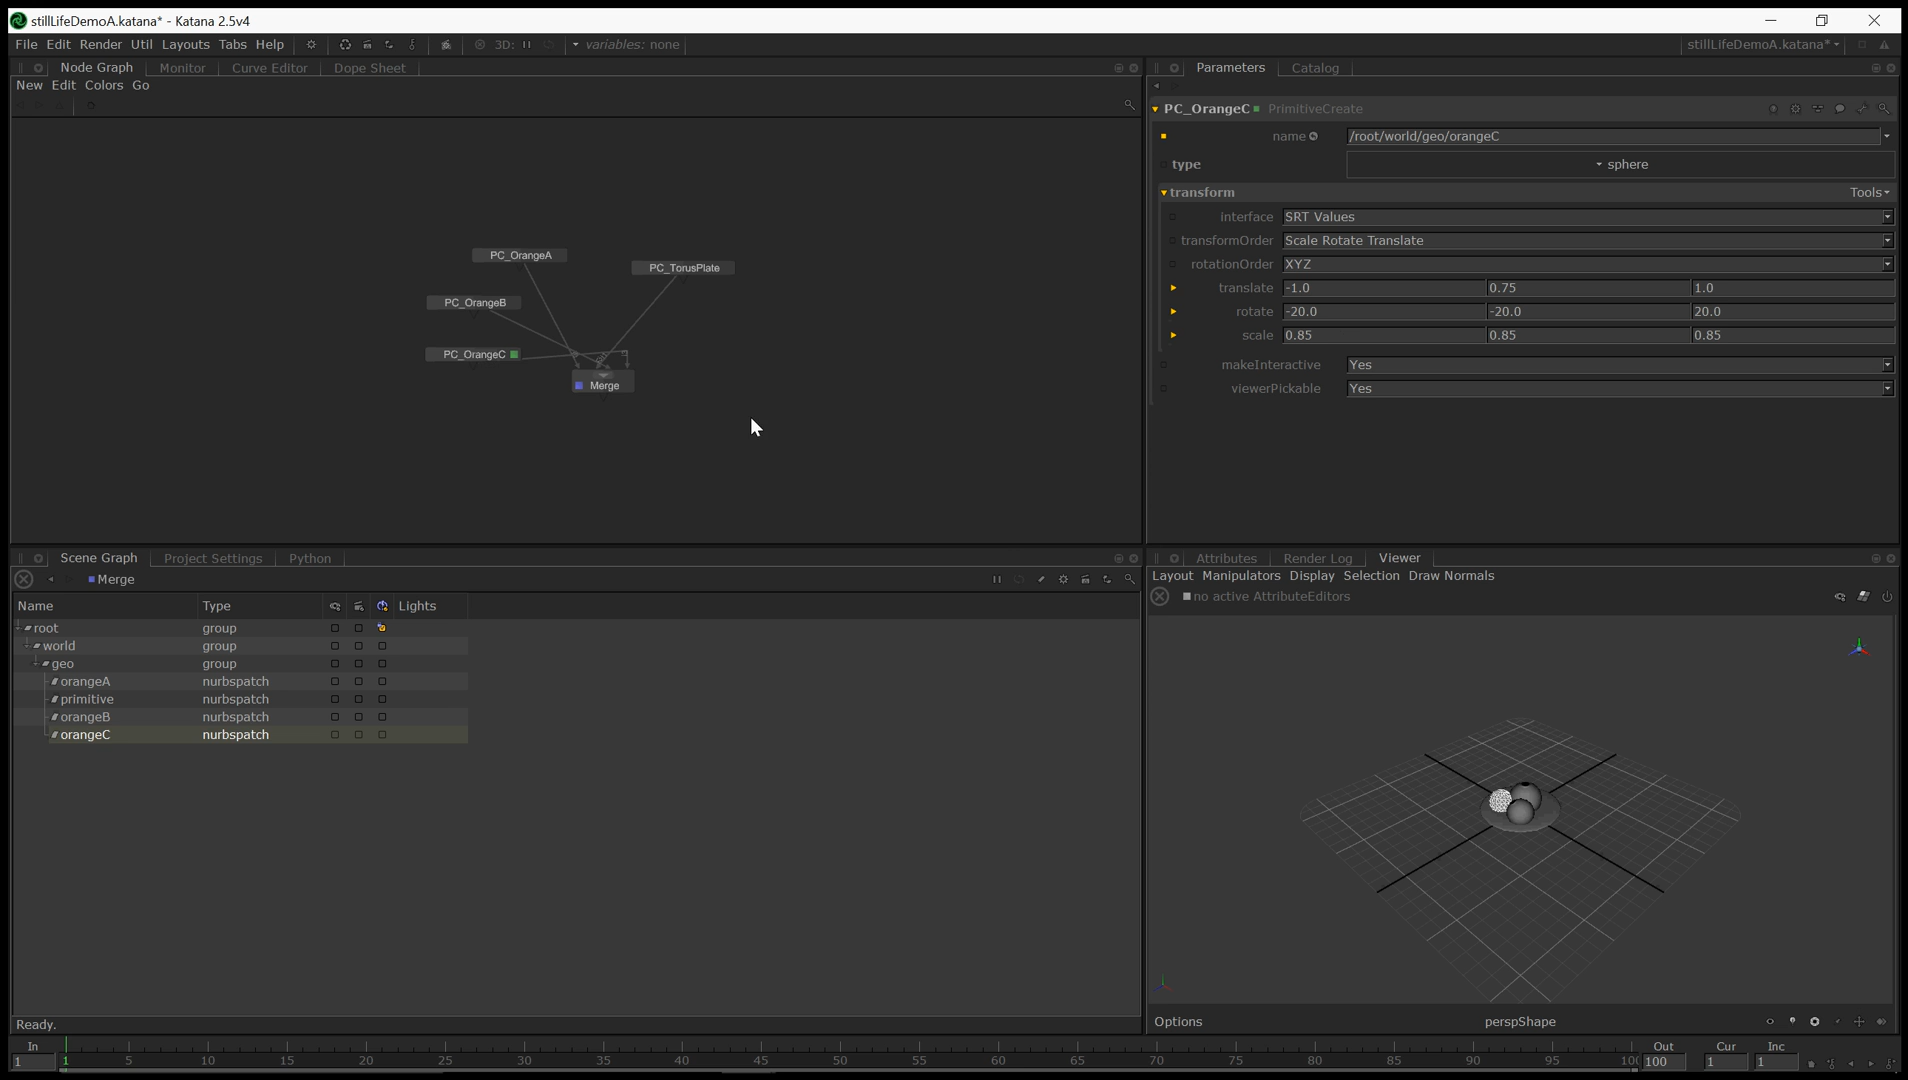 stillLifeDemoA.katana* - Katana 2.5v4
File Edit Render Util Layouts Tabs Help 3D: variables: none stillLifeDemoA.katana*
Node Graph Monitor Curve Editor Dope Sheet
New Edit Colors Go
PC_OrangeA
PC_TorusPlate
PC_OrangeB
PC_OrangeC
Merge
Parameters Catalog
PC_OrangeC PrimitiveCreate
name /root/world/geo/orangeC
type sphere
transform Tools
interface SRT Values
transformOrder Scale Rotate Translate
rotationOrder XYZ
translate -1.0 0.75 1.0
rotate -20.0 -20.0 20.0
scale 0.85 0.85 0.85
makeInteractive Yes
viewerPickable Yes
Scene Graph Project Settings Python
Merge
Name Type Lights
root group
world group
geo group
orangeA nurbspatch
primitive nurbspatch
orangeB nurbspatch
orangeC nurbspatch
Ready.
Attributes Render Log Viewer
Layout Manipulators Display Selection Draw Normals
no active AttributeEditors
Options perspShape
In Out Cur Inc
1 1 5 10 15 20 25 30 35 40 45 50 55 60 65 70 75 80 85 90 95 100 100 1 1